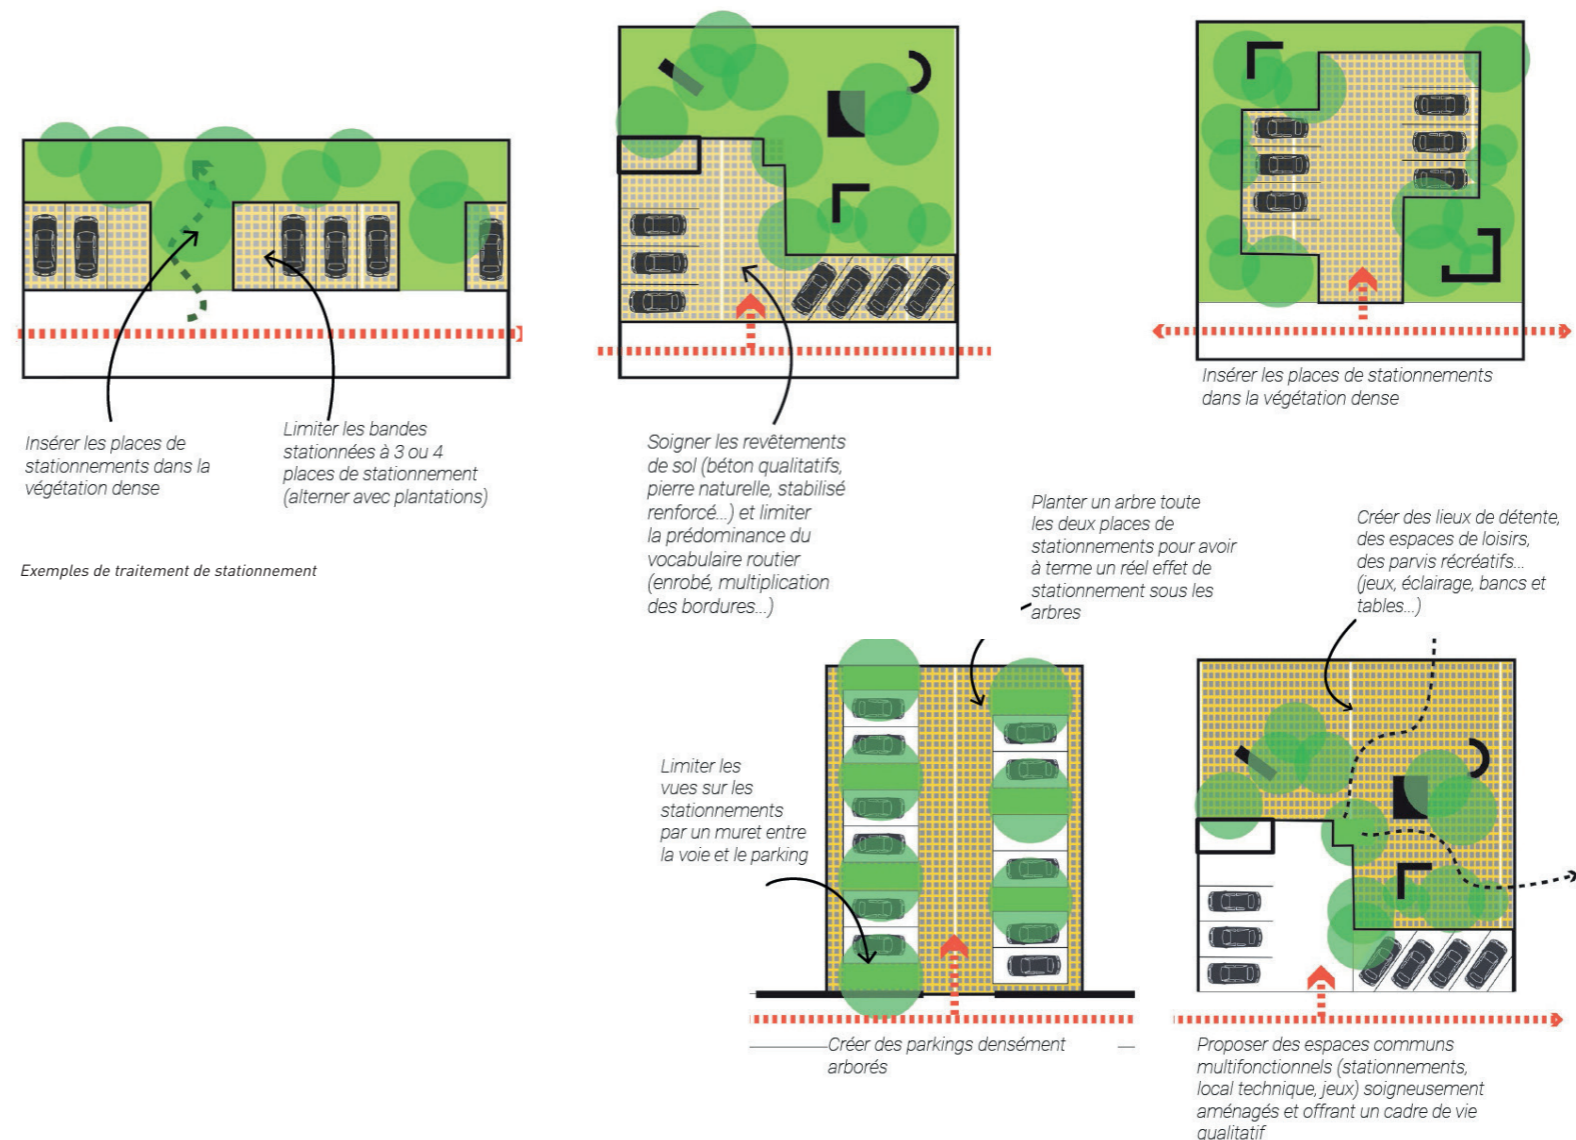 Insérer les places de
stationnements dans la
végétation dense
Limiter les bandes
stationnées à 3 ou 4
places de stationnement
(alterner avec plantations)
Exemples de traitement de stationnement
Soigner les revêtements
de sol (béton qualitatifs,
pierre naturelle, stabilisé
renforcé...) et limiter
la prédominance du
vocabulaire routier
(enrobé, multiplication
des bordures...)
Insérer les places de stationnements
dans la végétation dense
Planter un arbre toute
les deux places de
stationnements pour avoir
à terme un réel effet de
stationnement sous les
arbres
Créer des lieux de détente,
des espaces de loisirs,
des parvis récréatifs...
(jeux, éclairage, bancs et
tables...)
Limiter les
vues sur les
stationnements
par un muret entre
la voie et le parking
Créer des parkings densément
arborés
Proposer des espaces communs
multifonctionnels (stationnements,
local technique, jeux) soigneusement
aménagés et offrant un cadre de vie
qualitatif